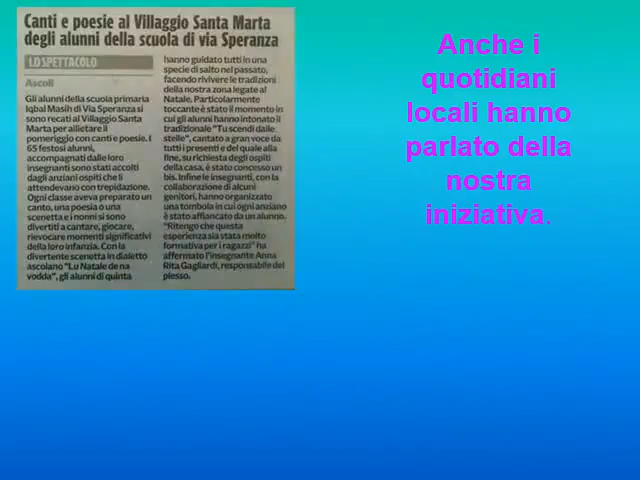 Canti e poesie al Villaggio Santa Marta
degli alunni della scuola di via Speranza
LO SPETTACOLO
Ascoli
Gli alunni della scuola primaria
Iqbal Masih di Via Speranza si
sono recati al Villaggio Santa
Marta per allietare il
pomeriggio con canti e poesie. I
65 festosi alunni,
accompagnati dalle loro
insegnanti sono stati accolti
dagli anziani ospiti che li
attendevano con trepidazione.
Ogni classe aveva preparato un
canto, una poesia o una
scenetta e i nonni si sono
divertiti a cantare, giocare,
rievocare momenti significativi
della loro infanzia. Con la
divertente scenetta in dialetto
ascolano "Lu Natale de na
vodda", gli alunni di quinta
hanno guidato tutti in una
specie di salto nel passato,
facendo rivivere le tradizioni
della nostra zona legate al
Natale. Particolarmente
toccante è stato il momento in
cui gli alunni hanno intonato il
tradizionale "Tu scendi dalle
stelle", cantato a gran voce da
tutti i presenti e del quale alla
fine, su richiesta degli ospiti
della casa, è stato concesso un
bis. Infine le insegnanti, con la
collaborazione di alcuni
genitori, hanno organizzato
una tombola in cui ogni anziano
è stato affiancato da un alunno.
"Ritengo che questa
esperienza sia stata molto
formativa per i ragazzi" ha
affermato l'insegnante Anna
Rita Gagliardi, responsabile del
plesso.
Anche i
quotidiani
locali hanno
parlato della
nostra
iniziativa.